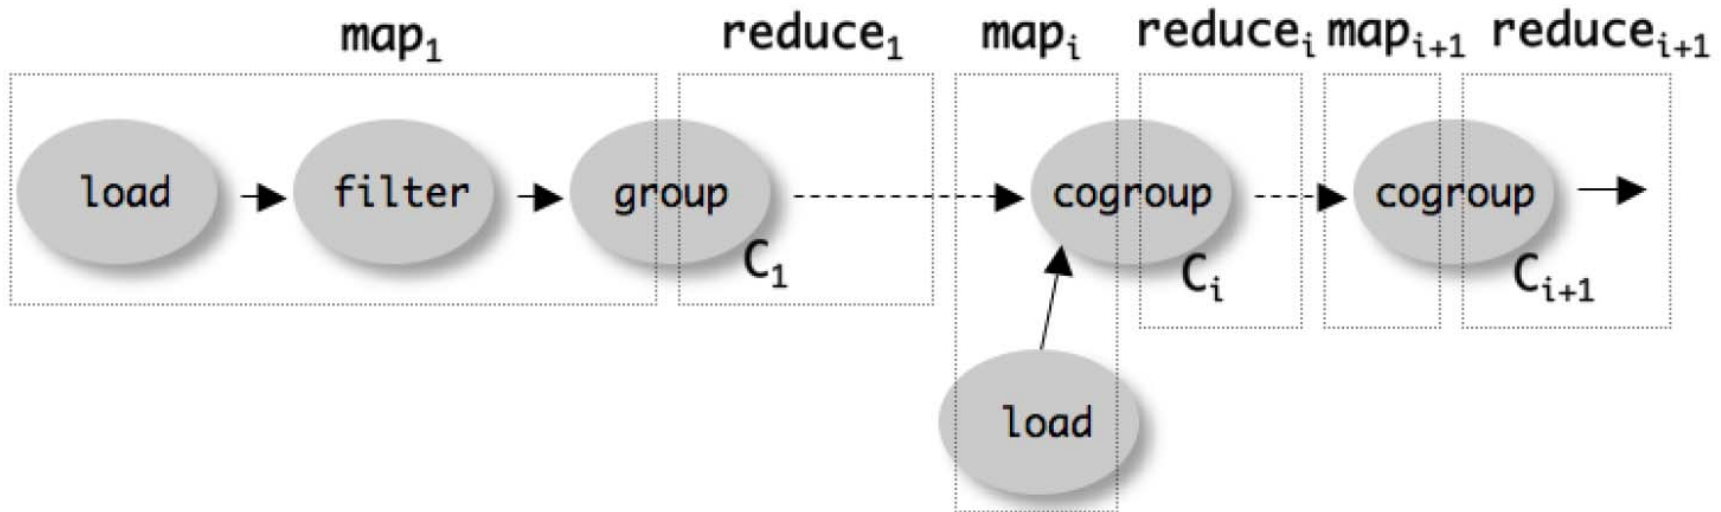 map₁ reduce₁ mapᵢ reduceᵢ mapᵢ₊₁ reduceᵢ₊₁
load filter group cogroup cogroup
C₁ Cᵢ Cᵢ₊₁
load